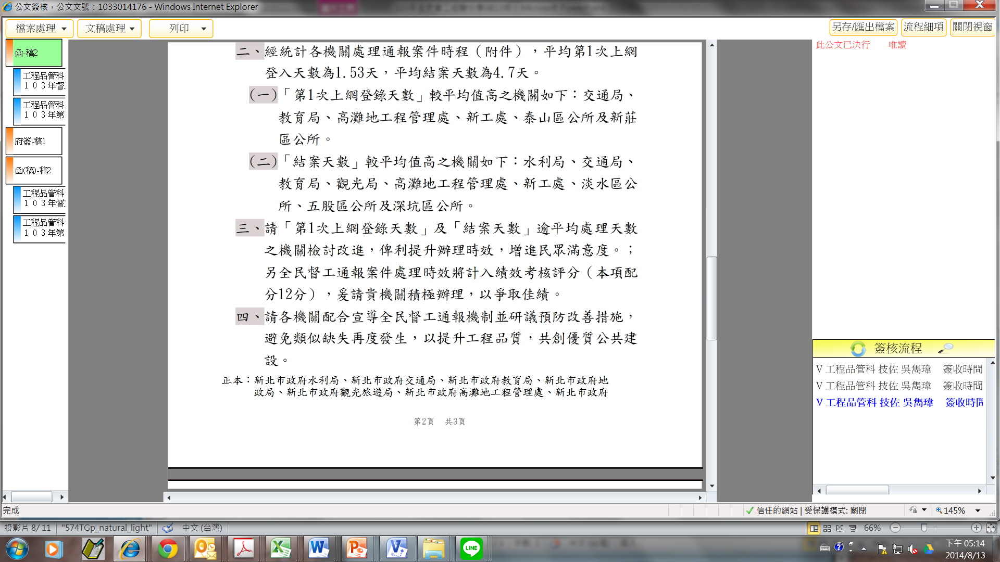 公文簽核，公文文號：1033014176 - Windows Internet Explorer
檔案處理 文稿處理 列印 另存/匯出檔案 流程細項 關閉視窗
函-稿2
工程品管科
１０３年督
工程品管科
１０３年第
府簽-稿1
函(稿)-稿2
工程品管科
１０３年督
工程品管科
１０３年第
二、經統計各機關處理通報案件時程（附件），平均第1次上網
登入天數為1.53天，平均結案天數為4.7天。
(一)「第1次上網登錄天數」較平均值高之機關如下：交通局、
教育局、高灘地工程管理處、新工處、泰山區公所及新莊
區公所。
(二)「結案天數」較平均值高之機關如下：水利局、交通局、
教育局、觀光局、高灘地工程管理處、新工處、淡水區公
所、五股區公所及深坑區公所。
三、請「第1次上網登錄天數」及「結案天數」逾平均處理天數
之機關檢討改進，俾利提升辦理時效，增進民眾滿意度。；
另全民督工通報案件處理時效將計入績效考核評分（本項配
分12分），爰請貴機關積極辦理，以爭取佳績。
四、請各機關配合宣導全民督工通報機制並研議預防改善措施，
避免類似缺失再度發生，以提升工程品質，共創優質公共建
設。
正本：新北市政府水利局、新北市政府交通局、新北市政府教育局、新北市政府地
政局、新北市政府觀光旅遊局、新北市政府高灘地工程管理處、新北市政府
第2頁 共3頁
此公文已決行 唯讀
簽核流程
V 工程品管科 技佐 吳雋瑋 簽收時間
V 工程品管科 技佐 吳雋瑋 簽收時間
V 工程品管科 技佐 吳雋瑋 簽收時間
完成 信任的網站 | 受保護模式: 關閉 145%
投影片 8/ 11 "574TGp_natural_light" 中文 (台灣) 66%
LINE
下午 05:14
2014/8/13